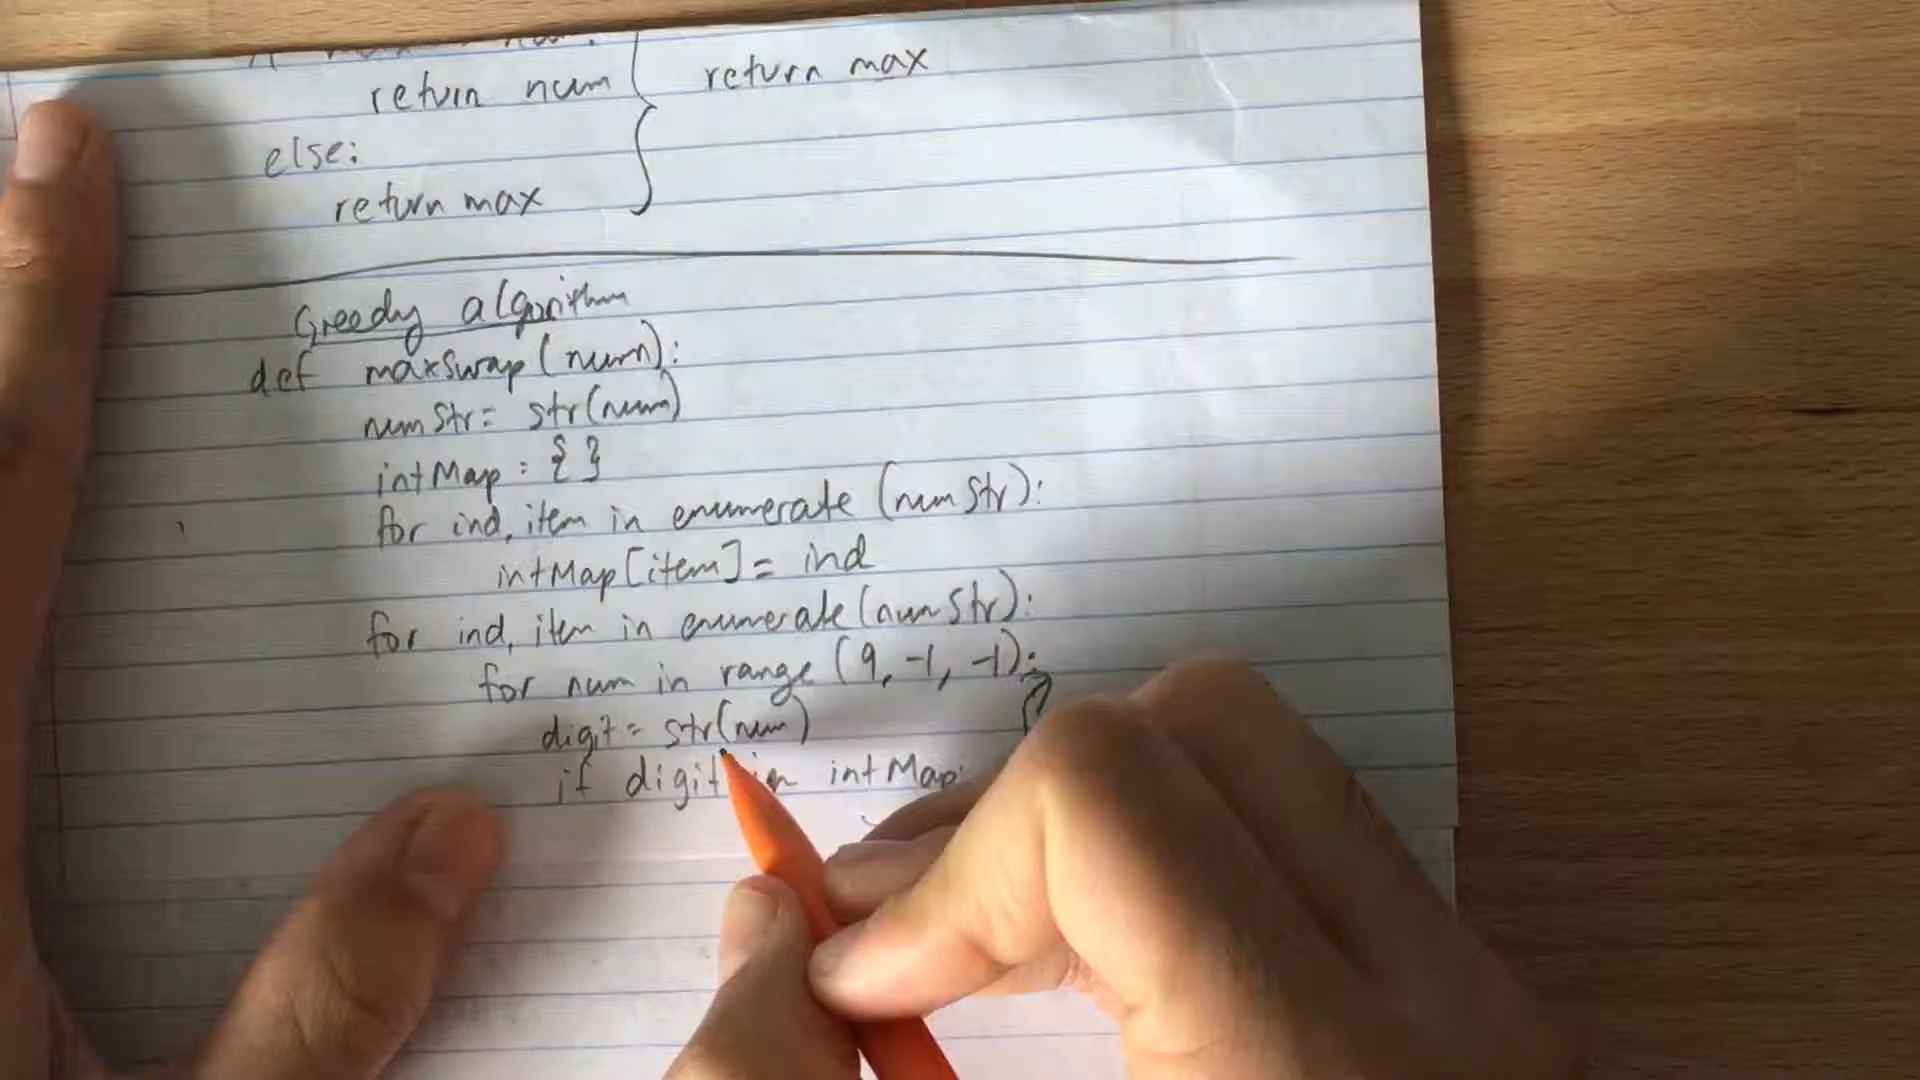 return num
return max
else:
return max
Greedy algorithm
def maxSwap(num):
numStr = str(num)
intMap = { }
for ind, item in enumerate (numStr):
intMap[item] = ind
for ind, item in enumerate (numStr):
for num in range (9, -1, -1):
digit = str(num)
if digit in intMap: